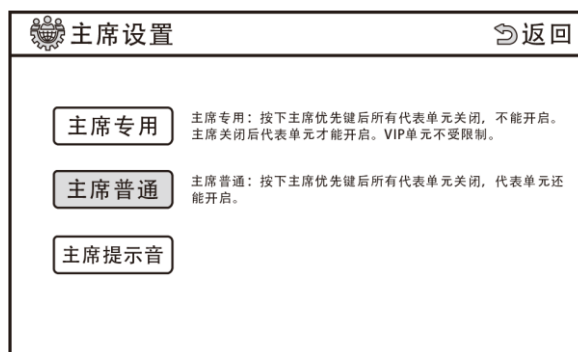 主席设置
返回
主席专用
主席专用：按下主席优先键后所有代表单元关闭，不能开启。
主席关闭后代表单元才能开启。VIP单元不受限制。
主席普通
主席普通：按下主席优先键后所有代表单元关闭，代表单元还
能开启。
主席提示音